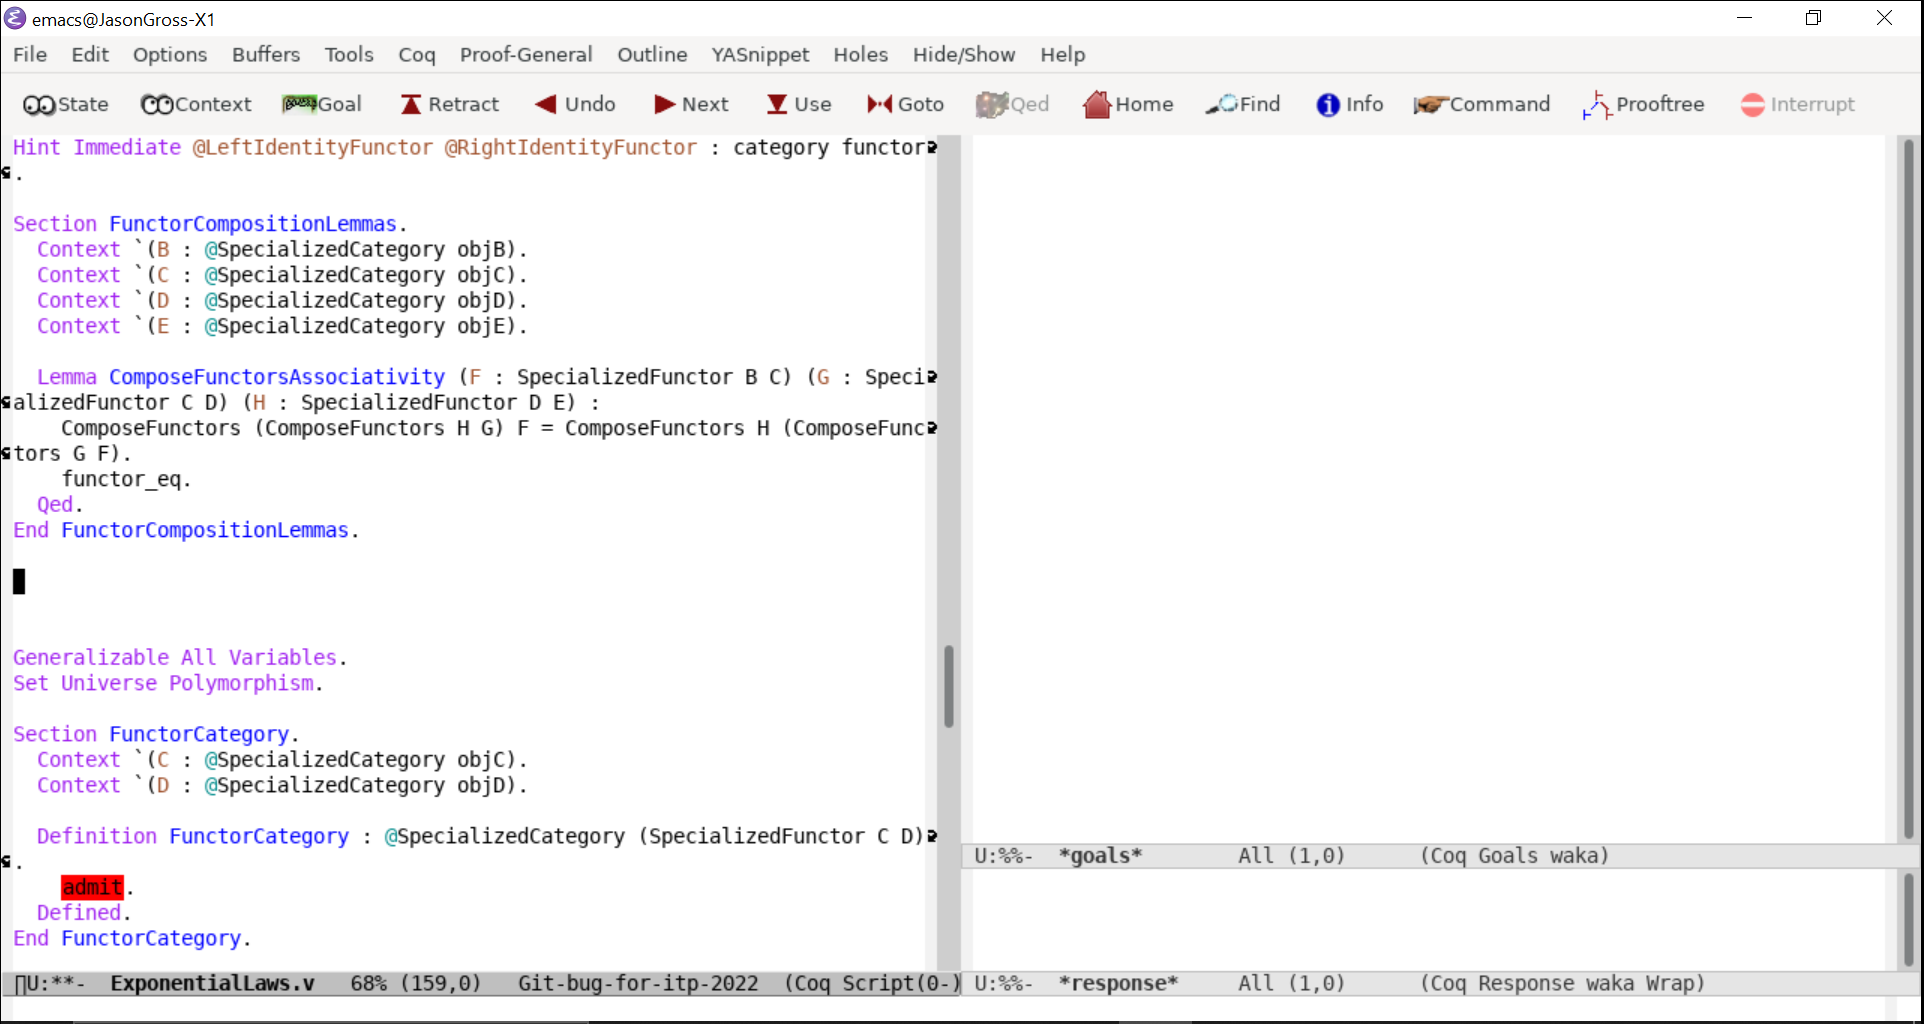 emacs@JasonGross-X1
File Edit Options Buffers Tools Coq Proof-General Outline YASnippet Holes Hide/Show Help
State Context Goal Retract Undo Next Use Goto Qed Home Find Info Command Prooftree Interrupt
Hint Immediate @LeftIdentityFunctor @RightIdentityFunctor : category functor
.
Section FunctorCompositionLemmas.
Context `(B : @SpecializedCategory objB).
Context `(C : @SpecializedCategory objC).
Context `(D : @SpecializedCategory objD).
Context `(E : @SpecializedCategory objE).
Lemma ComposeFunctorsAssociativity (F : SpecializedFunctor B C) (G : Speci
alizedFunctor C D) (H : SpecializedFunctor D E) :
ComposeFunctors (ComposeFunctors H G) F = ComposeFunctors H (ComposeFunc
tors G F).
functor_eq.
Qed.
End FunctorCompositionLemmas.
Generalizable All Variables.
Set Universe Polymorphism.
Section FunctorCategory.
Context `(C : @SpecializedCategory objC).
Context `(D : @SpecializedCategory objD).
Definition FunctorCategory : @SpecializedCategory (SpecializedFunctor C D)
.
admit.
Defined.
End FunctorCategory.
U:**- ExponentialLaws.v 68% (159,0) Git-bug-for-itp-2022 (Coq Script(0-)
U:%%- *goals* All (1,0) (Coq Goals waka)
U:%%- *response* All (1,0) (Coq Response waka Wrap)